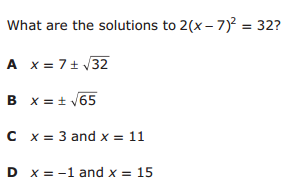 What are the solutions to 2(x – 7)² = 32?
A x = 7 ± √32
B x = ± √65
C x = 3 and x = 11
D x = –1 and x = 15